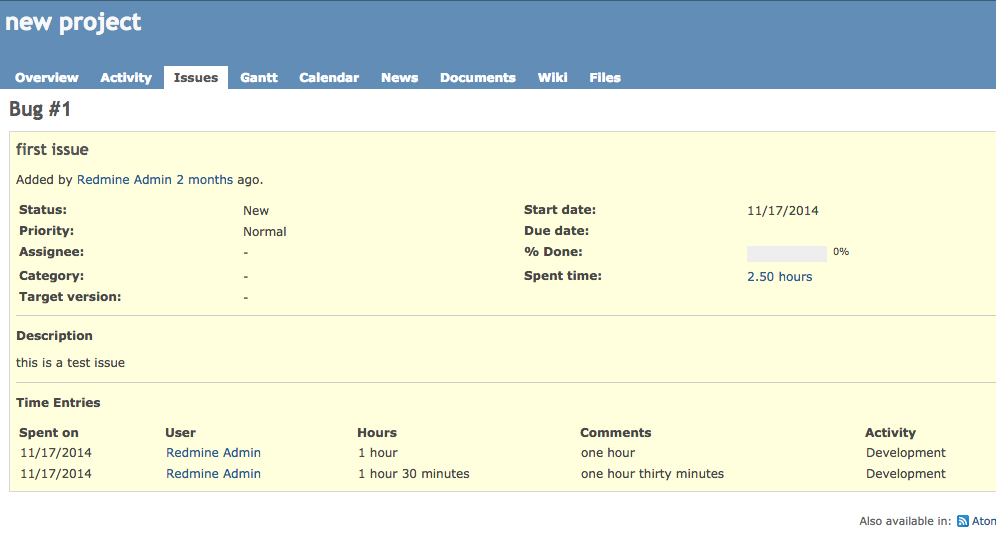 new project
Overview Activity Issues Gantt Calendar News Documents Wiki Files
Bug #1
first issue
Added by Redmine Admin 2 months ago.
Status: New Start date: 11/17/2014
Priority: Normal Due date:
Assignee: - % Done: 0%
Category: - Spent time: 2.50 hours
Target version: -
Description
this is a test issue
Time Entries
Spent on User Hours Comments Activity
11/17/2014 Redmine Admin 1 hour one hour Development
11/17/2014 Redmine Admin 1 hour 30 minutes one hour thirty minutes Development
Also available in: Atom